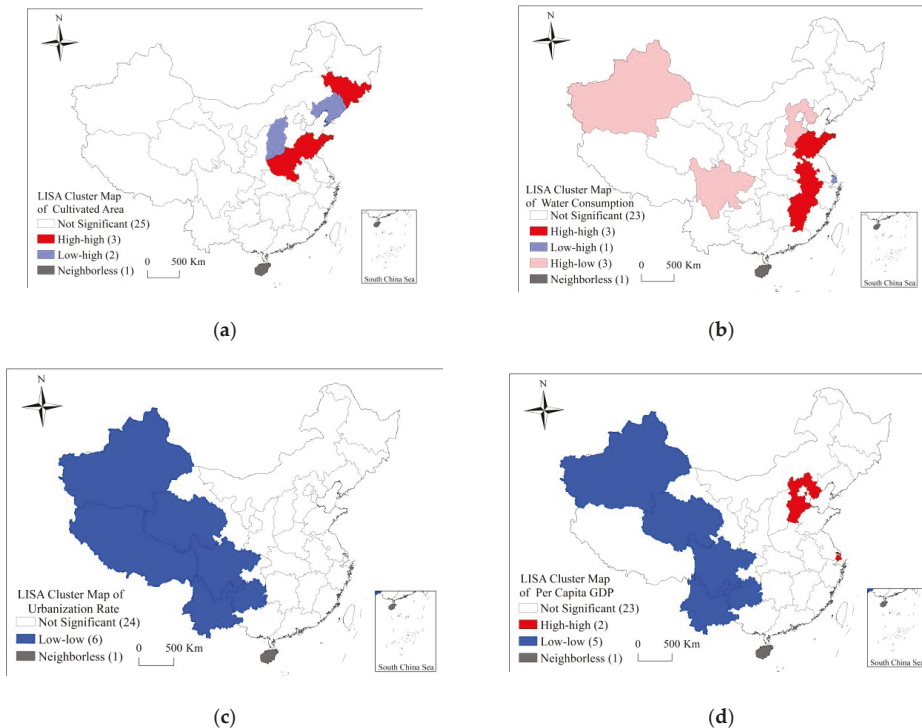 N
LISA Cluster Map
of Cultivated Area
Not Significant (25)
High-high (3)
Low-high (2)
Neighborless (1)
0 500 Km
South China Sea
(a)
N
LISA Cluster Map
of Water Consumption
Not Significant (23)
High-high (3)
Low-high (1)
High-low (3)
Neighborless (1)
0 500 Km
South China Sea
(b)
N
LISA Cluster Map of
Urbanization Rate
Not Significant (24)
Low-low (6)
Neighborless (1)
0 500 Km
South China Sea
(c)
N
LISA Cluster Map
of Per Capita GDP
Not Significant (23)
High-high (2)
Low-low (5)
Neighborless (1)
0 500 Km
South China Sea
(d)